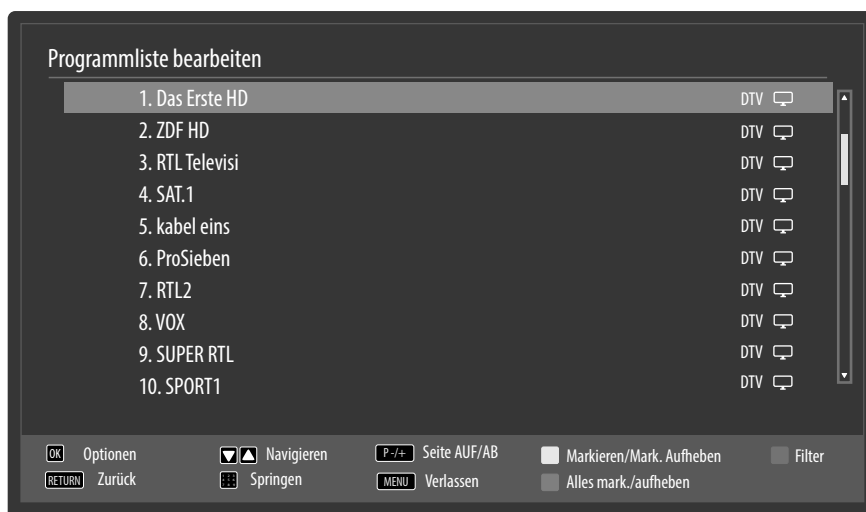 Programmliste bearbeiten
1. Das Erste HD DTV
2. ZDF HD DTV
3. RTL Televisi DTV
4. SAT.1 DTV
5. kabel eins DTV
6. ProSieben DTV
7. RTL2 DTV
8. VOX DTV
9. SUPER RTL DTV
10. SPORT1 DTV
OK Optionen Navigieren P -/+ Seite AUF/AB Markieren/Mark. Aufheben Filter
RETURN Zurück Springen MENU Verlassen Alles mark./aufheben